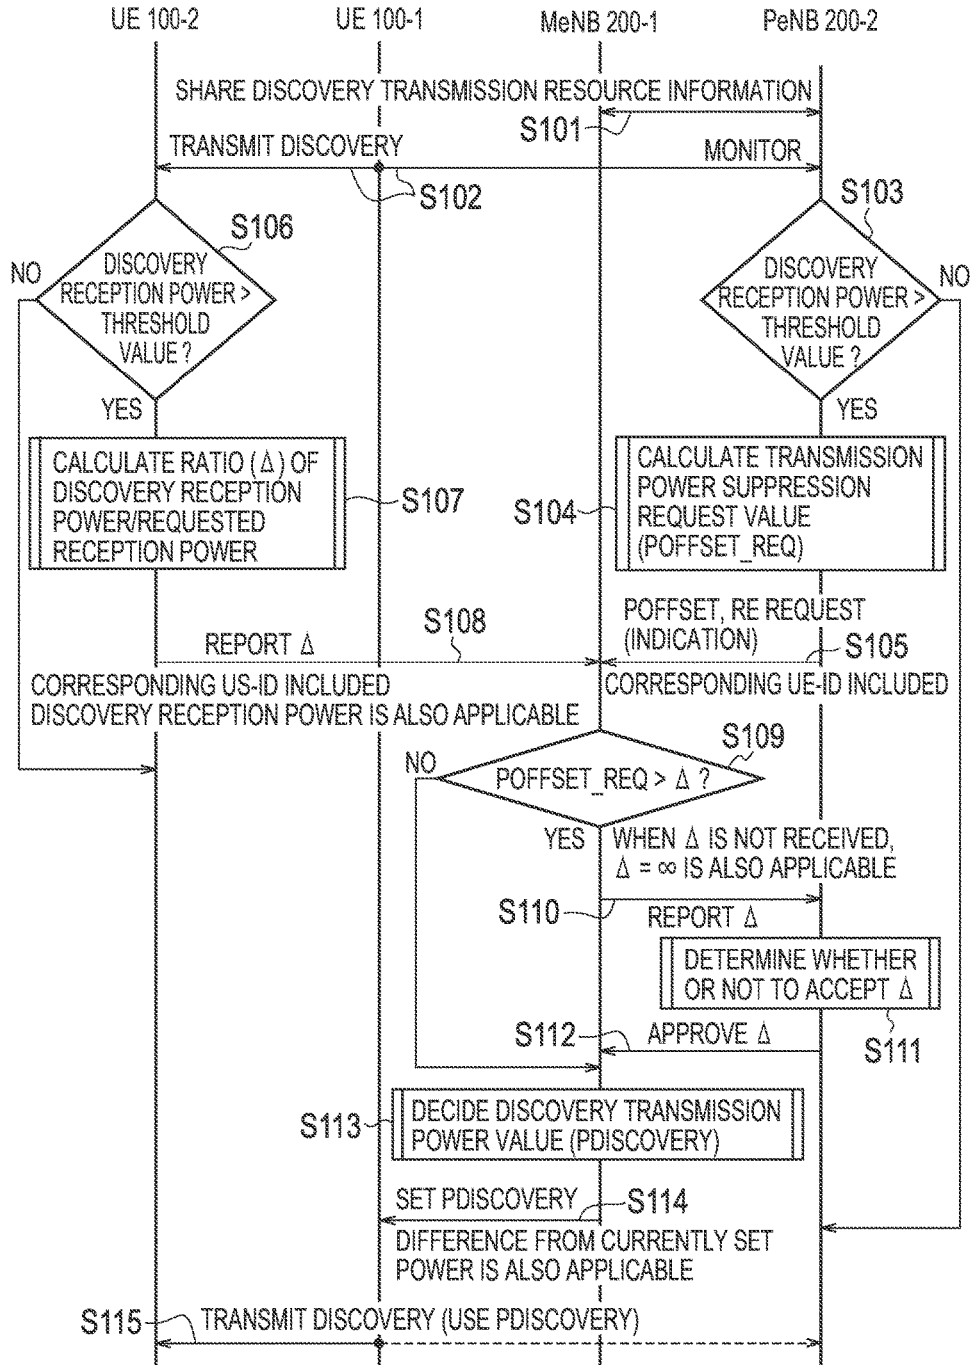 UE 100-2
UE 100-1
MeNB 200-1
PeNB 200-2
SHARE DISCOVERY TRANSMISSION RESOURCE INFORMATION
S101
TRANSMIT DISCOVERY
MONITOR
S102
S103
S106
NO
DISCOVERY
RECEPTION POWER >
THRESHOLD
VALUE ?
DISCOVERY
RECEPTION POWER >
THRESHOLD
VALUE ?
NO
YES
YES
CALCULATE RATIO (Δ) OF
DISCOVERY RECEPTION
POWER/REQUESTED
RECEPTION POWER
S107
S104
CALCULATE TRANSMISSION
POWER SUPPRESSION
REQUEST VALUE
(POFFSET_REQ)
REPORT Δ
S108
POFFSET, RE REQUEST
(INDICATION)
S105
CORRESPONDING US-ID INCLUDED
DISCOVERY RECEPTION POWER IS ALSO APPLICABLE
CORRESPONDING UE-ID INCLUDED
S109
NO
POFFSET_REQ > Δ ?
YES
WHEN Δ IS NOT RECEIVED,
Δ = ∞ IS ALSO APPLICABLE
S110
REPORT Δ
DETERMINE WHETHER
OR NOT TO ACCEPT Δ
S111
S112
APPROVE Δ
S113
DECIDE DISCOVERY TRANSMISSION
POWER VALUE (PDISCOVERY)
SET PDISCOVERY
S114
DIFFERENCE FROM CURRENTLY SET
POWER IS ALSO APPLICABLE
S115
TRANSMIT DISCOVERY (USE PDISCOVERY)